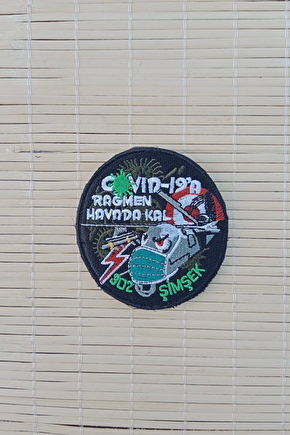 COVID-19'A
RAĞMEN
HAVADA KAL
302 ŞİMŞEK